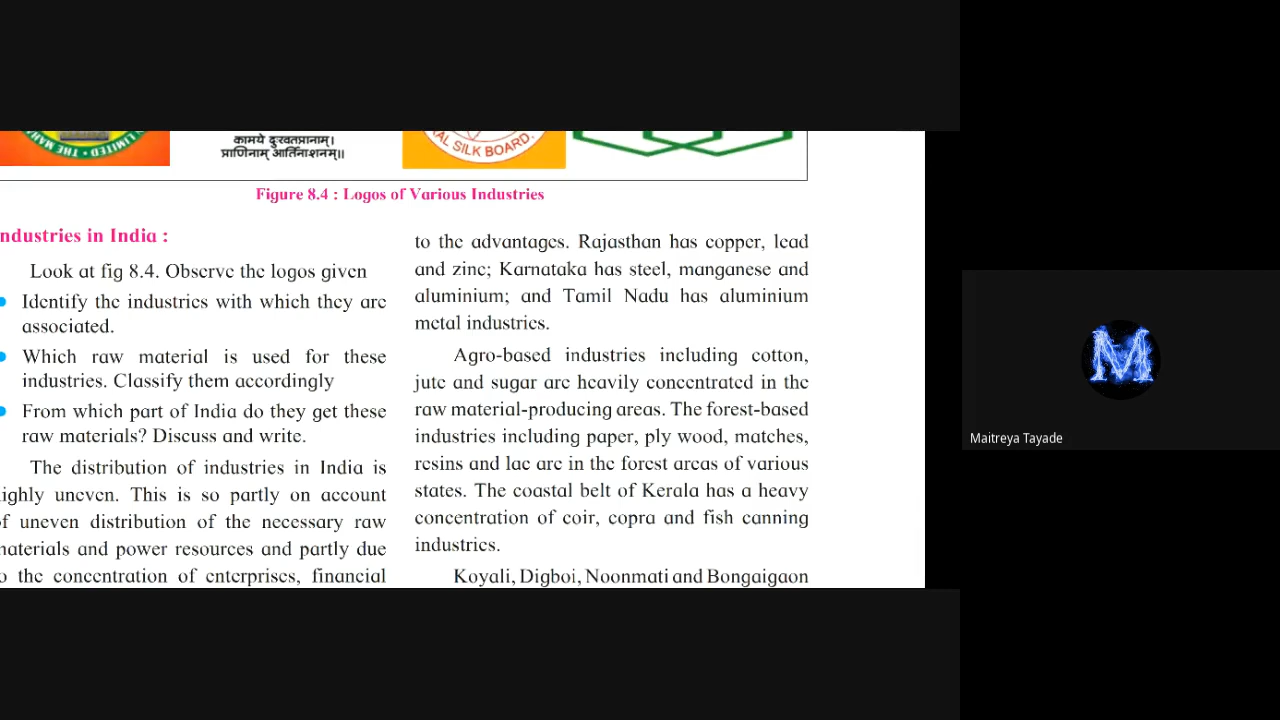 LIMITED • THE MAH
कामये दुःखतप्तानाम्।
प्राणिनाम् आर्तिनाशनम्॥
AL SILK BOARD.
Figure 8.4 : Logos of Various Industries
ndustries in India :
Look at fig 8.4. Observe the logos given
Identify the industries with which they are
associated.
Which raw material is used for these
industries. Classify them accordingly
From which part of India do they get these
raw materials? Discuss and write.
The distribution of industries in India is
ighly uneven. This is so partly on account
of uneven distribution of the necessary raw
naterials and power resources and partly due
o the concentration of enterprises, financial
to the advantages. Rajasthan has copper, lead
and zinc; Karnataka has steel, manganese and
aluminium; and Tamil Nadu has aluminium
metal industries.
Agro-based industries including cotton,
jute and sugar are heavily concentrated in the
raw material-producing areas. The forest-based
industries including paper, ply wood, matches,
resins and lac are in the forest areas of various
states. The coastal belt of Kerala has a heavy
concentration of coir, copra and fish canning
industries.
Koyali, Digboi, Noonmati and Bongaigaon
M
Maitreya Tayade